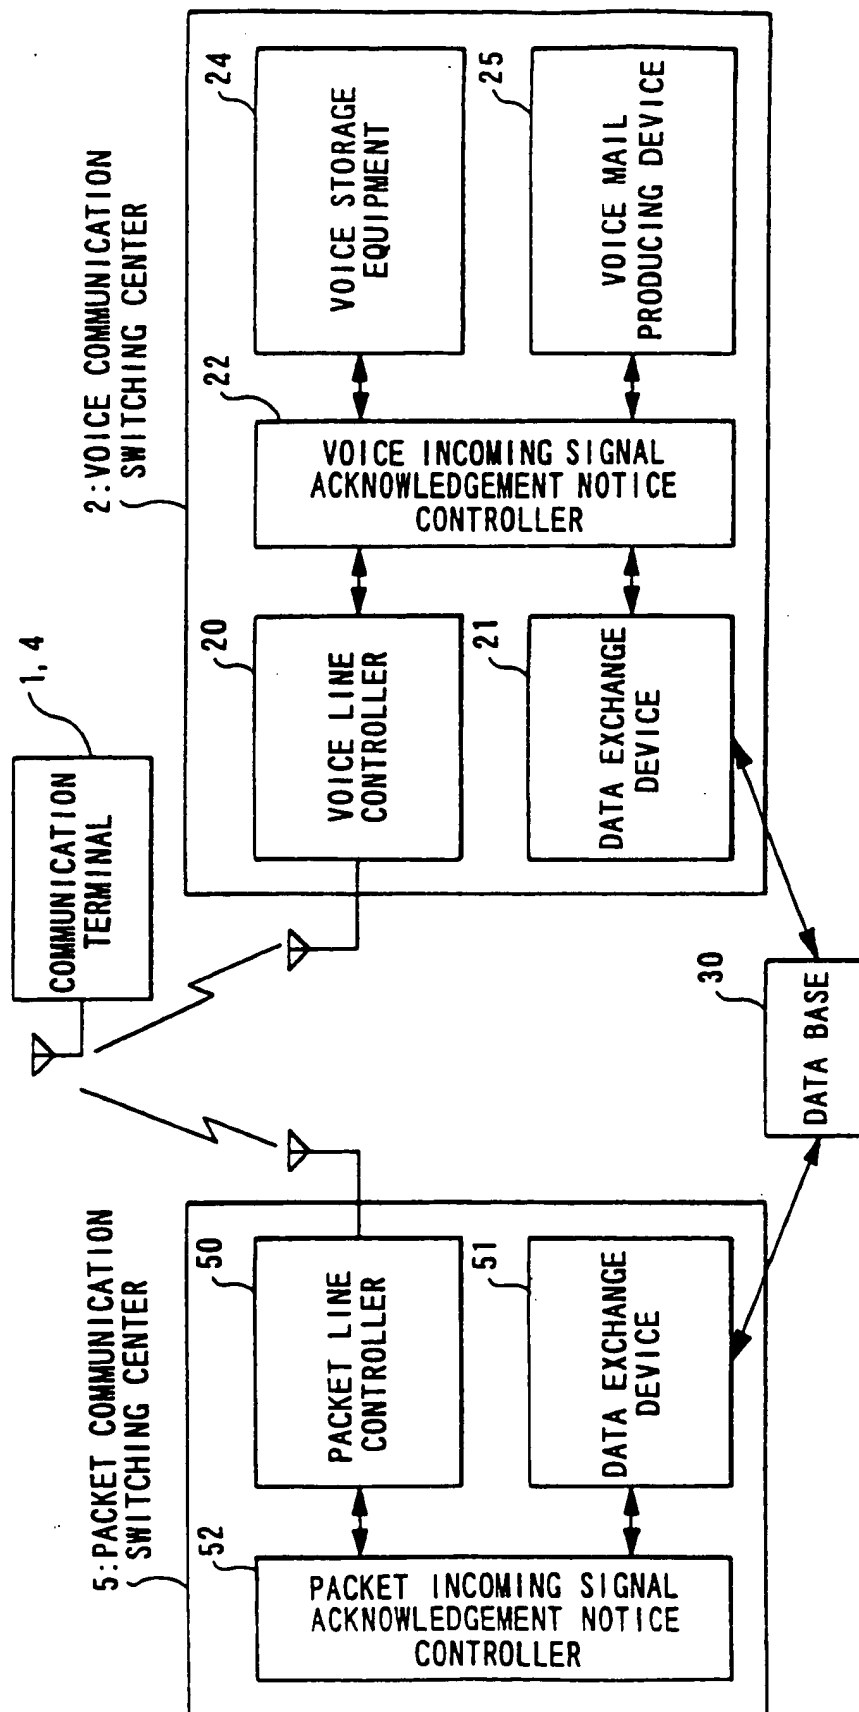 1, 4
COMMUNICATION
TERMINAL
5:PACKET COMMUNICATION
SWITCHING CENTER
52
PACKET INCOMING SIGNAL
ACKNOWLEDGEMENT NOTICE
CONTROLLER
50
PACKET LINE
CONTROLLER
51
DATA EXCHANGE
DEVICE
30
DATA BASE
2:VOICE COMMUNICATION
SWITCHING CENTER
20
VOICE LINE
CONTROLLER
21
DATA EXCHANGE
DEVICE
22
VOICE INCOMING SIGNAL
ACKNOWLEDGEMENT NOTICE
CONTROLLER
24
VOICE STORAGE
EQUIPMENT
25
VOICE MAIL
PRODUCING DEVICE